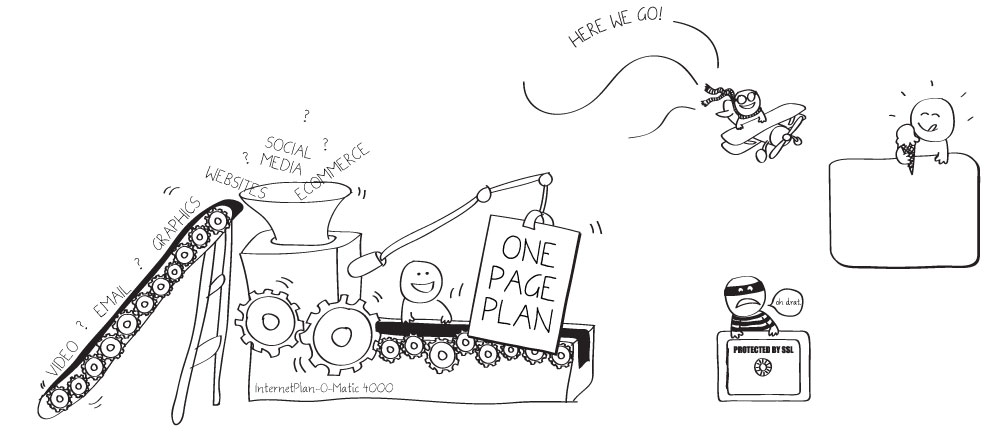 HERE WE GO!
?
SOCIAL
MEDIA
?
?
ECOMMERCE
WEBSITES
GRAPHICS
?
EMAIL
?
VIDEO
ONE
PAGE
PLAN
InternetPlan-O-Matic 4000
oh drat.
PROTECTED BY SSL